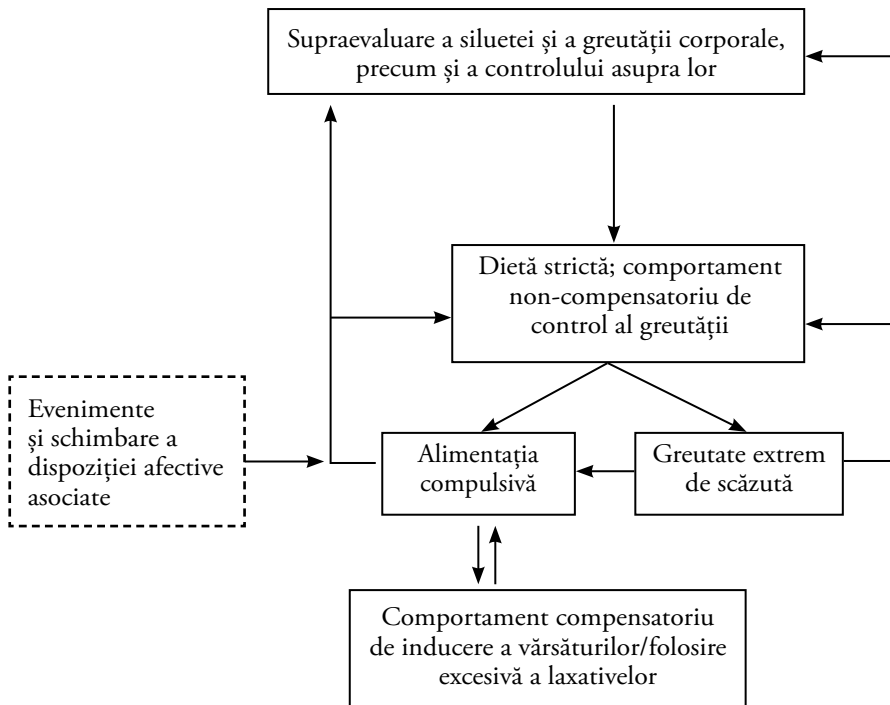 Supraevaluare a siluetei și a greutății corporale,
precum și a controlului asupra lor
Dietă strictă; comportament
non-compensatoriu de
control al greutății
Evenimente
și schimbare a
dispoziției afective
asociate
Alimentația
compulsivă
Greutate extrem
de scăzută
Comportament compensatoriu
de inducere a vărsăturilor/folosire
excesivă a laxativelor